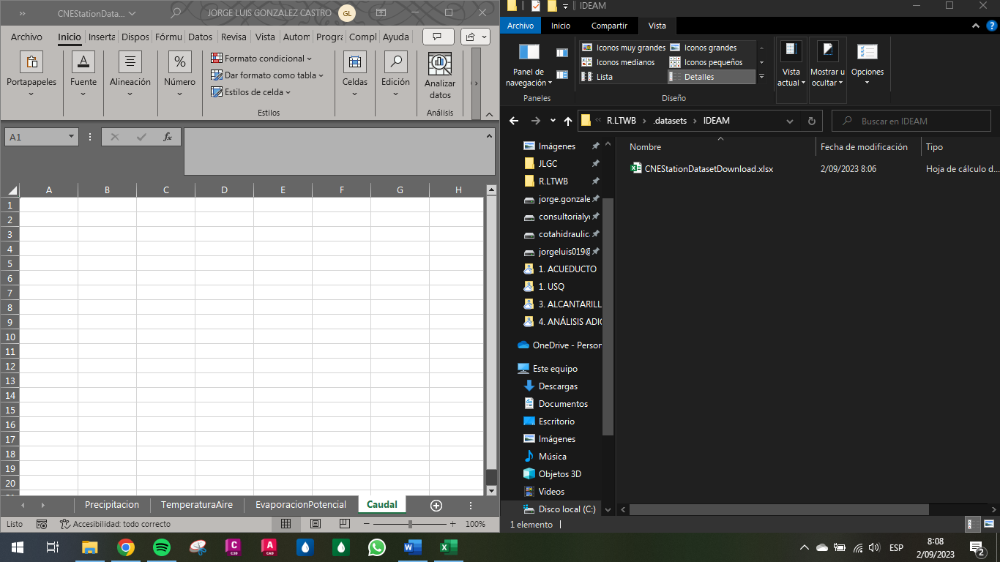 CNEStationData...
JORGE LUIS GONZALEZ CASTRO
GL
Archivo Inicio Inserta Dispos Fórmu Datos Revisa Vista Autom Progra Compl Ayuda
Portapapeles
Fuente
Alineación
Número
Formato condicional
Dar formato como tabla
Estilos de celda
Estilos
Celdas
Edición
Analizar
datos
Análisis
A1
fx
A B C D E F G H
1
2
3
4
5
6
7
8
9
10
11
12
13
14
15
16
17
18
19
20
Precipitacion TemperaturaAire EvaporacionPotencial Caudal
Listo
Accesibilidad: todo correcto
100%
IDEAM
Archivo Inicio Compartir Vista
Panel de
navegación
Paneles
Iconos muy grandes
Iconos grandes
Iconos medianos
Iconos pequeños
Lista
Detalles
Diseño
Vista
actual
Mostrar u
ocultar
Opciones
R.LTWB
.datasets
IDEAM
Buscar en IDEAM
Nombre
Fecha de modificación
Tipo
CNEStationDatasetDownload.xlsx
2/09/2023 8:06
Hoja de cálculo d...
Imágenes
JLGC
R.LTWB
jorge.gonzale
consultorialy
cotahidraulic
jorgeluis019@
1. ACUEDUCTO
1. USQ
3. ALCANTARILL
4. ANÁLISIS ADIC
OneDrive - Person
Este equipo
Descargas
Documentos
Escritorio
Imágenes
Música
Objetos 3D
Videos
Disco local (C:)
1 elemento
ESP
8:08
2/09/2023
2